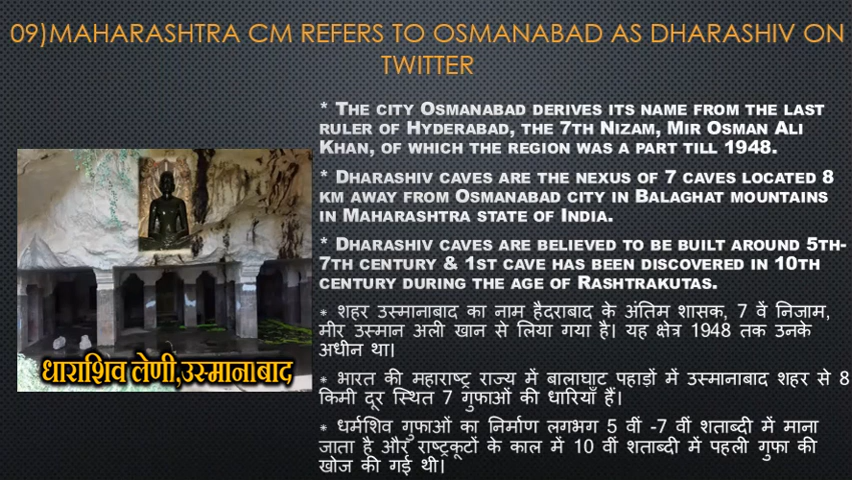 09)MAHARASHTRA CM REFERS TO OSMANABAD AS DHARASHIV ON
TWITTER
* THE CITY OSMANABAD DERIVES ITS NAME FROM THE LAST
RULER OF HYDERABAD, THE 7TH NIZAM, MIR OSMAN ALI
KHAN, OF WHICH THE REGION WAS A PART TILL 1948.
* DHARASHIV CAVES ARE THE NEXUS OF 7 CAVES LOCATED 8
KM AWAY FROM OSMANABAD CITY IN BALAGHAT MOUNTAINS
IN MAHARASHTRA STATE OF INDIA.
* DHARASHIV CAVES ARE BELIEVED TO BE BUILT AROUND 5TH-
7TH CENTURY & 1ST CAVE HAS BEEN DISCOVERED IN 10TH
CENTURY DURING THE AGE OF RASHTRAKUTAS.
* शहर उस्मानाबाद का नाम हैदराबाद के अंतिम शासक, 7 वें निजाम,
मीर उस्मान अली खान से लिया गया है। यह क्षेत्र 1948 तक उनके
अधीन था।
* भारत की महाराष्ट्र राज्य में बालाघाट पहाड़ों में उस्मानाबाद शहर से 8
किमी दूर स्थित 7 गुफाओं की धारियाँ हैं।
* धर्मशिव गुफाओं का निर्माण लगभग 5 वीं -7 वीं शताब्दी में माना
जाता है और राष्ट्रकूटों के काल में 10 वीं शताब्दी में पहली गुफा की
खोज की गई थी।
धाराशिव लेणी,उस्मानाबाद